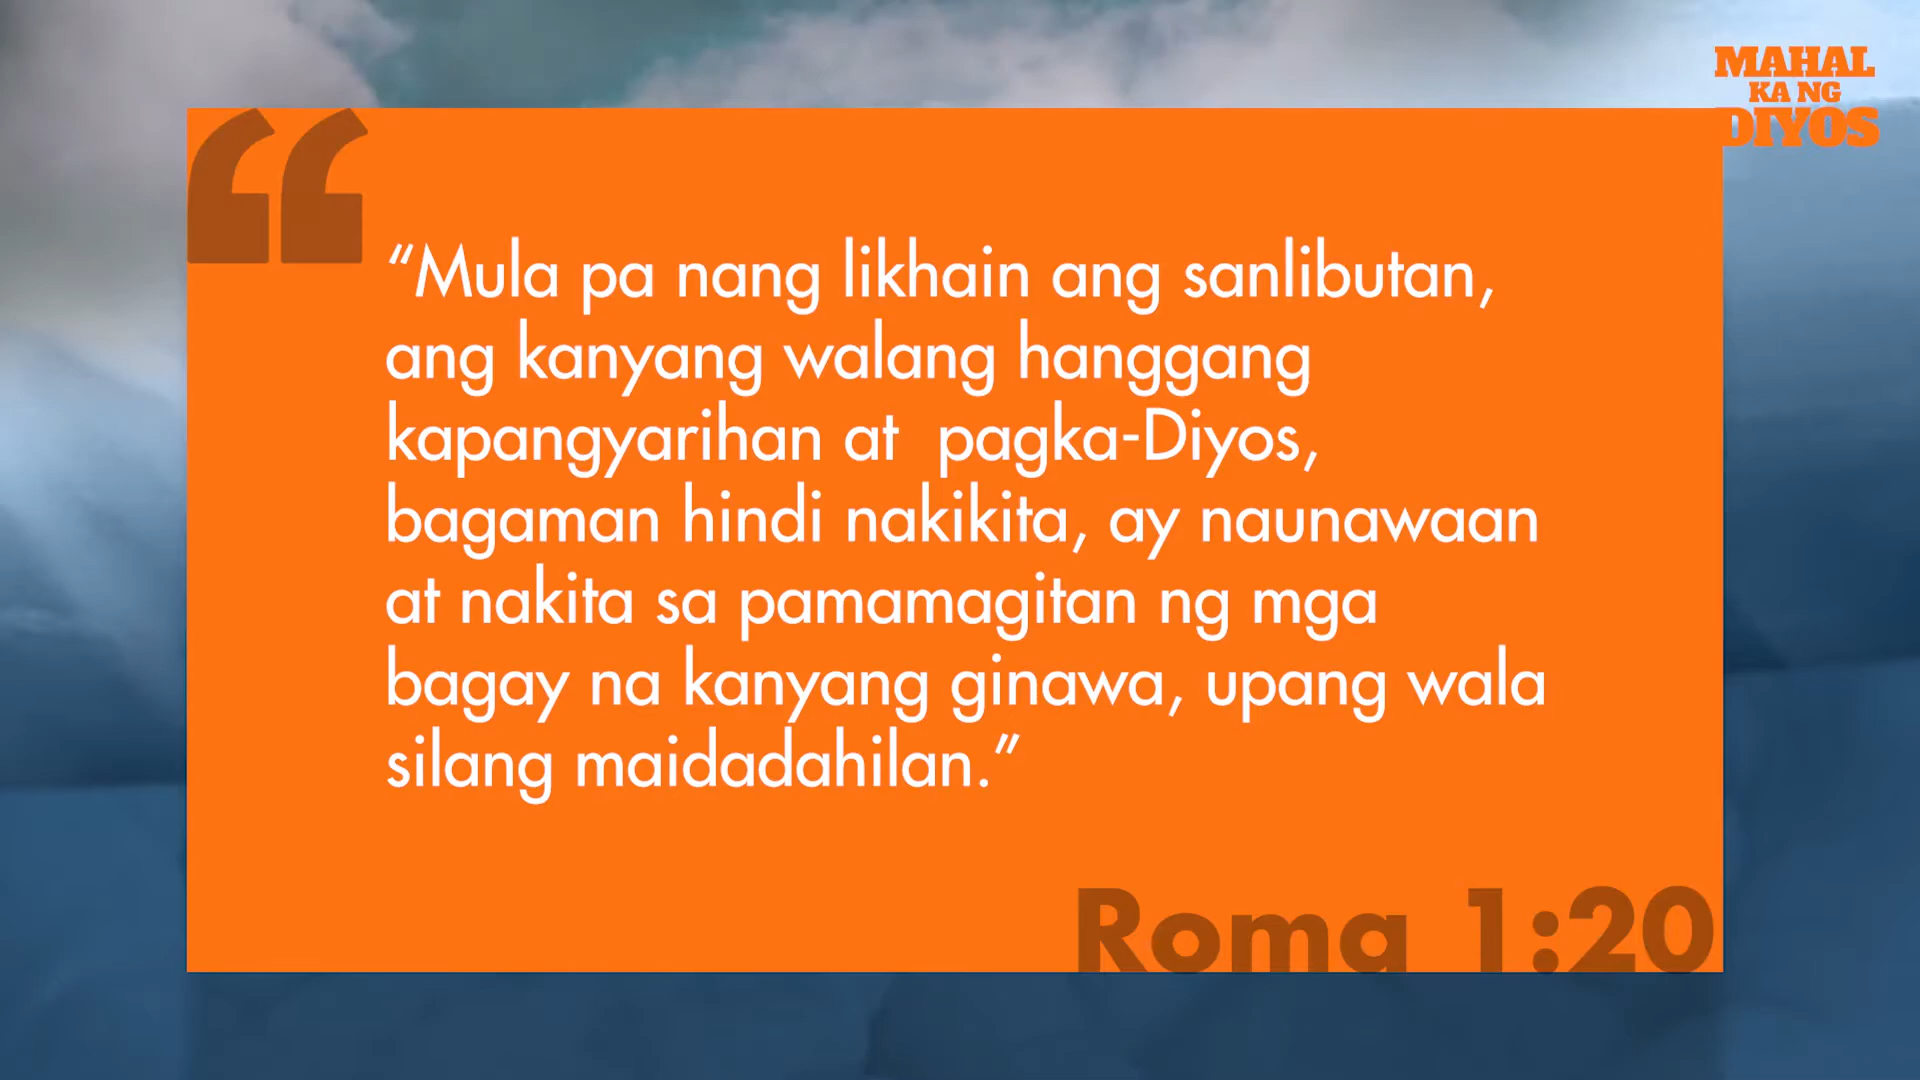 MAHAL
KA NG
DIYOS
“Mula pa nang likhain ang sanlibutan,
ang kanyang walang hanggang
kapangyarihan at pagka-Diyos,
bagaman hindi nakikita, ay naunawaan
at nakita sa pamamagitan ng mga
bagay na kanyang ginawa, upang wala
silang maidadahilan.”
Roma 1:20